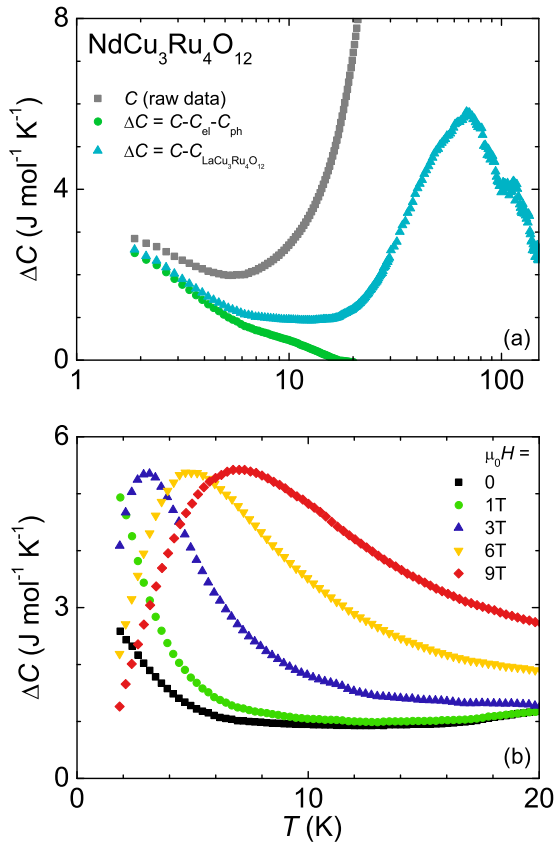 8
NdCu3Ru4O12
C (raw data)
ΔC = C-Cel-Cph
ΔC = C-CLaCu3Ru4O12
4
ΔC (J mol-1 K-1)
0
(a)
1 10 100
6
μ0H =
0
1T
3T
6T
9T
3
ΔC (J mol-1 K-1)
(b)
0
0 10 20
T (K)